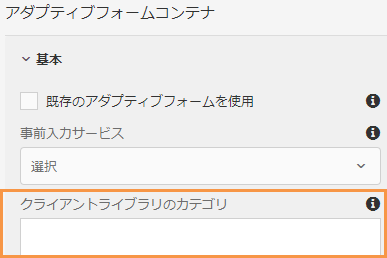 アダプティブフォームコンテナ
基本
既存のアダプティブフォームを使用
事前入力サービス
選択
クライアントライブラリのカテゴリ